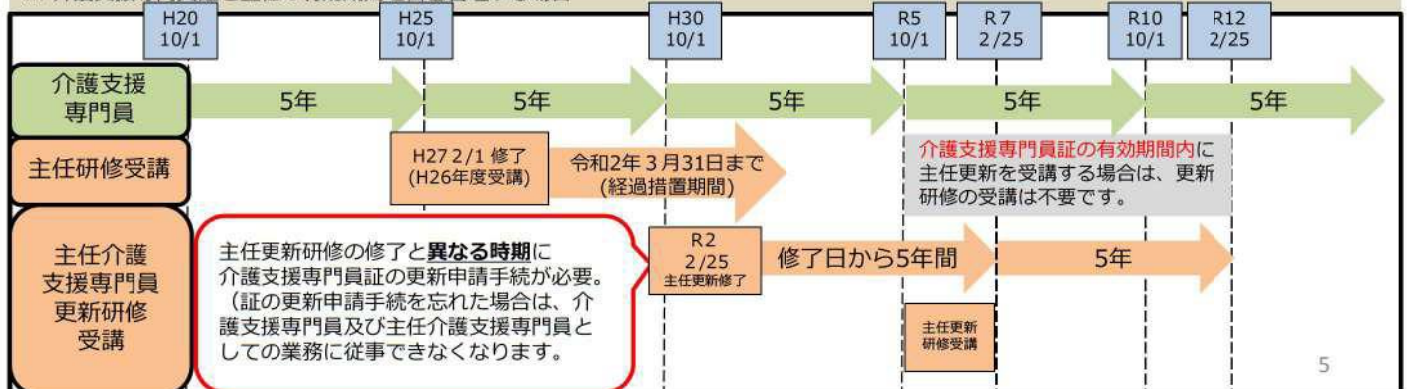 H20
10/1
H25
10/1
H30
10/1
R5
10/1
R7
2/25
R10
10/1
R12
2/25
介護支援
専門員
5年
5年
5年
5年
5年
主任研修受講
H27 2/1 修了
(H26年度受講)
令和2年3月31日まで
(経過措置期間)
介護支援専門員証の有効期間内に
主任更新を受講する場合は、更新
研修の受講は不要です。
主任介護
支援専門員
更新研修
受講
主任更新研修の修了と異なる時期に
介護支援専門員証の更新申請手続が必要。
（証の更新申請手続を忘れた場合は、介
護支援専門員及び主任介護支援専門員と
しての業務に従事できなくなります。
R2
2/25
主任更新修了
修了日から5年間
5年
主任更新
研修受講
5